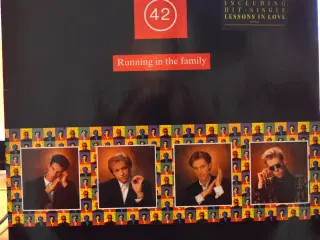 42
INCLUDING
HIT-SINGLE
LESSONS IN LOVE
Running in the family